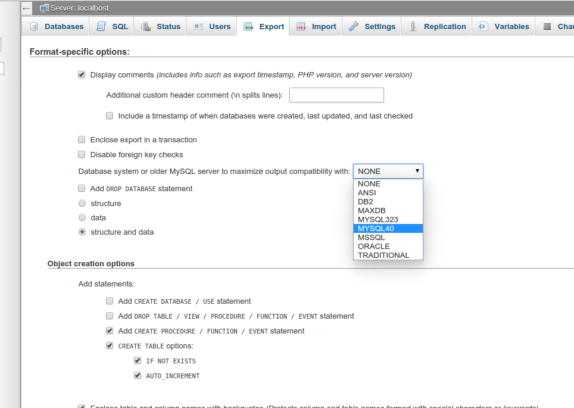 Server: localhost
Databases SQL Status Users Export Import Settings Replication Variables
Format-specific options:
Display comments (includes info such as export timestamp, PHP version, and server version)
Additional custom header comment (\n splits lines):
Include a timestamp of when databases were created, last updated, and last checked
Enclose export in a transaction
Disable foreign key checks
Database system or older MySQL server to maximize output compatibility with: NONE
NONE
ANSI
DB2
MAXDB
MYSQL323
MYSQL40
MSSQL
ORACLE
TRADITIONAL
Add DROP DATABASE statement
structure
data
structure and data
Object creation options
Add statements:
Add CREATE DATABASE / USE statement
Add DROP TABLE / VIEW / PROCEDURE / FUNCTION / EVENT statement
Add CREATE PROCEDURE / FUNCTION / EVENT statement
CREATE TABLE options:
IF NOT EXISTS
AUTO_INCREMENT